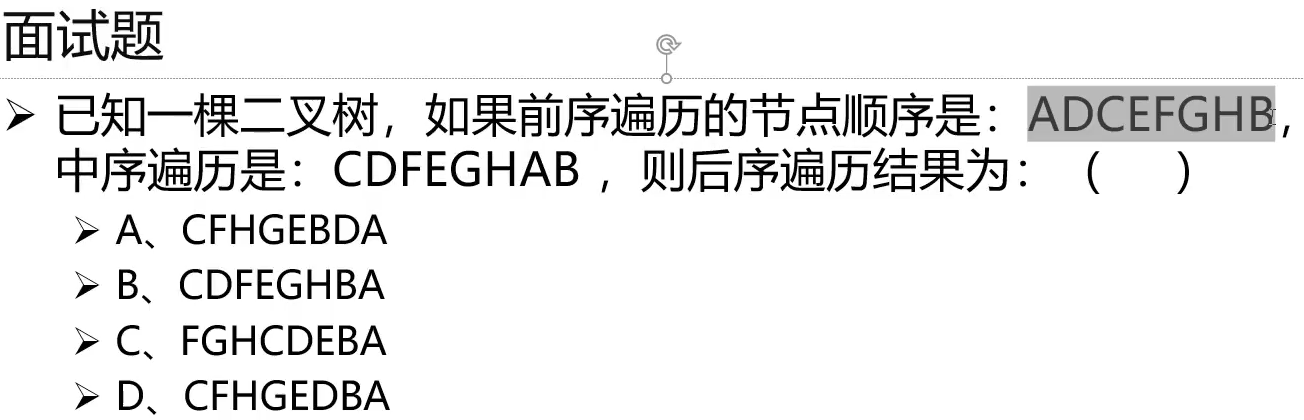 面试题
➢ 已知一棵二叉树，如果前序遍历的节点顺序是：ADCEFGHB，
中序遍历是：CDFEGHAB ，则后序遍历结果为：（ ）
➢ A、CFHGEBDA
➢ B、CDFEGHBA
➢ C、FGHCDEBA
➢ D、CFHGEDBA